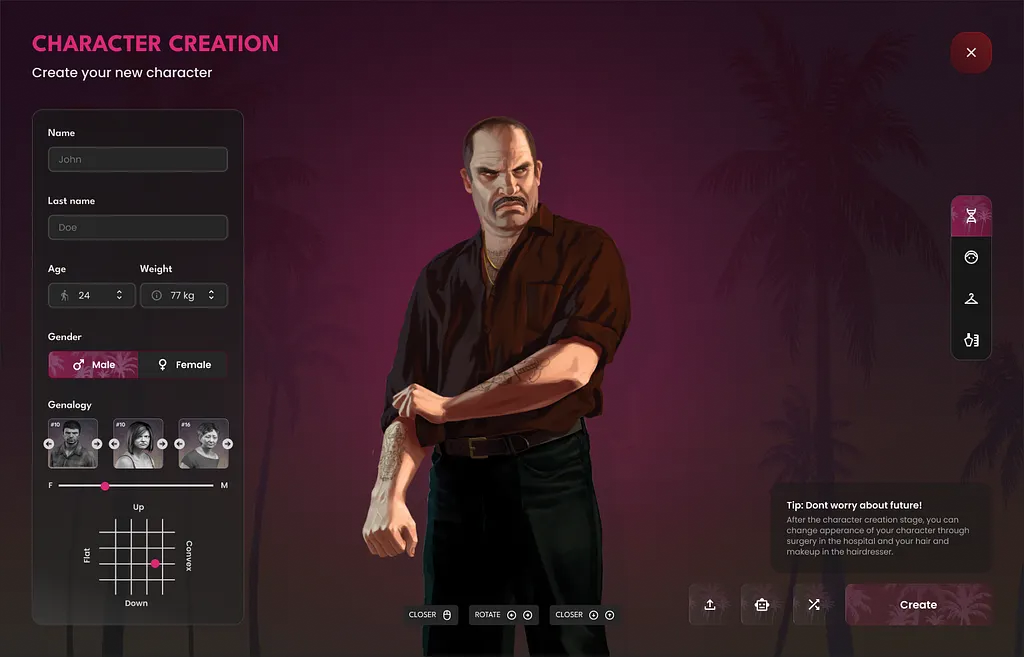 CHARACTER CREATION
Create your new character
Name
John
Last name
Doe
Age
Weight
24
77 kg
Gender
Male
Female
Genalogy
#10
#10
#16
F
M
Up
Flat
Convex
Down
CLOSER
ROTATE
CLOSER
Tip: Dont worry about future!
After the character creation stage, you can
change apperance of your character through
surgery in the hospital and your hair and
makeup in the hairdresser.
Create